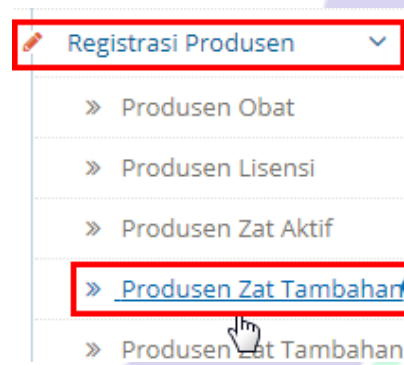 Registrasi Produsen
» Produsen Obat
» Produsen Lisensi
» Produsen Zat Aktif
» Produsen Zat Tambahan
» Produsen Zat Tambahan